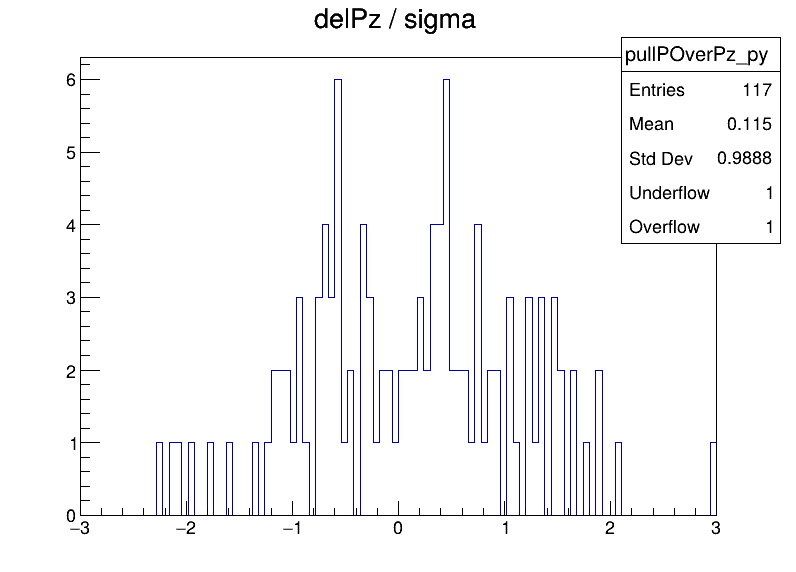 delPz / sigma
pullPOverPz_py
Entries 117
Mean 0.115
Std Dev 0.9888
Underflow 1
Overflow 1
6
5
4
3
2
1
0
−3 −2 −1 0 1 2 3